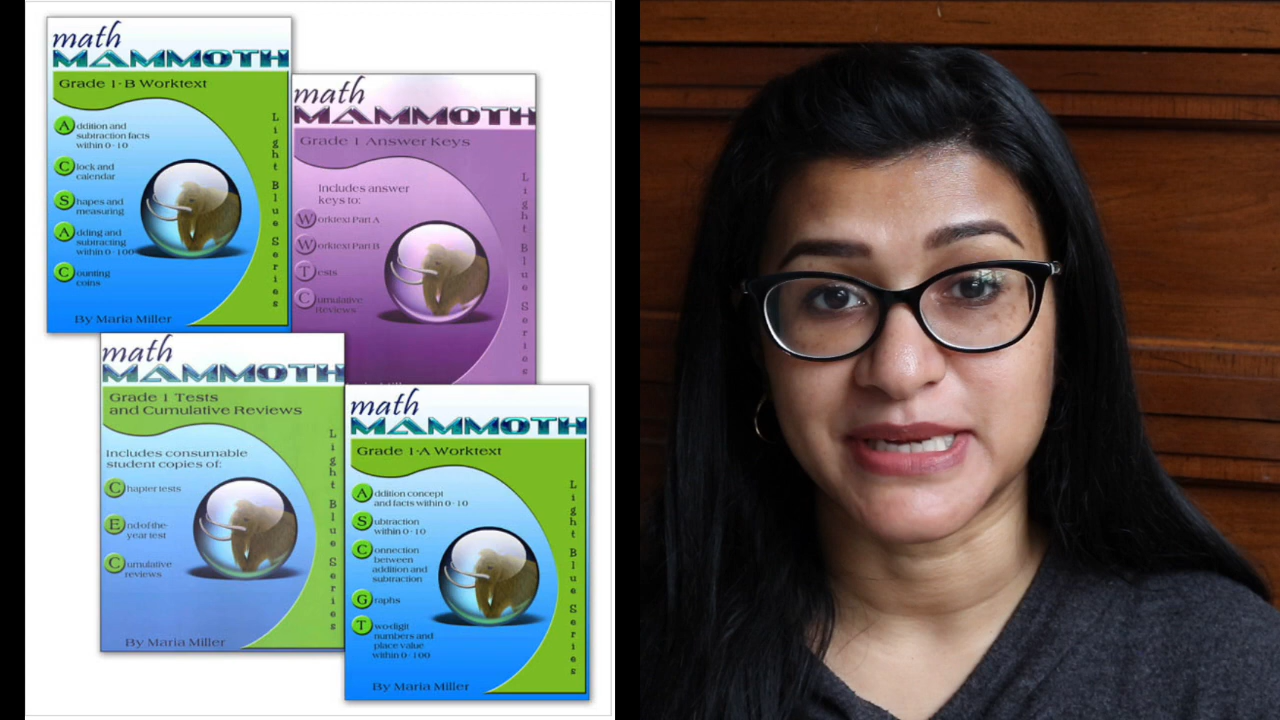 math
MAMMOTH
Grade 1-B Worktext
Addition and
subtraction facts
within 0-10
Clock and
calendar
Shapes and
measuring
Adding and
subtracting
within 0-100
Counting
coins
Light Blue Series
By Maria Miller
math
MAMMOTH
Grade 1 Answer Keys
Includes answer
keys to:
Worktext Part A
Worktext Part B
Tests
Cumulative
Reviews
Light Blue Series
math
MAMMOTH
Grade 1 Tests
and Cumulative Reviews
Includes consumable
student copies of:
Chapter tests
End-of-the-
year test
Cumulative
reviews
Light Blue Series
By Maria Miller
math
MAMMOTH
Grade 1-A Worktext
Addition concept
and facts within 0-10
Subtraction
within 0-10
Connection
between
addition and
subtraction
Graphs
Two-digit
numbers and
place value
within 0-100
Light Blue Series
By Maria Miller